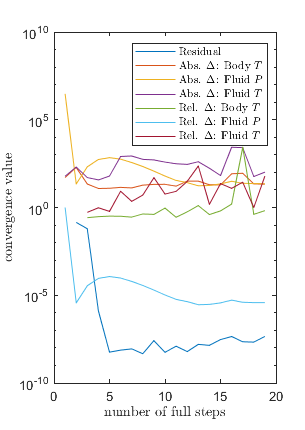 10^10
10^5
10^0
10^-5
10^-10
convergence value
Residual
Abs. Δ: Body T
Abs. Δ: Fluid P
Abs. Δ: Fluid T
Rel. Δ: Body T
Rel. Δ: Fluid P
Rel. Δ: Fluid T
0 5 10 15 20
number of full steps